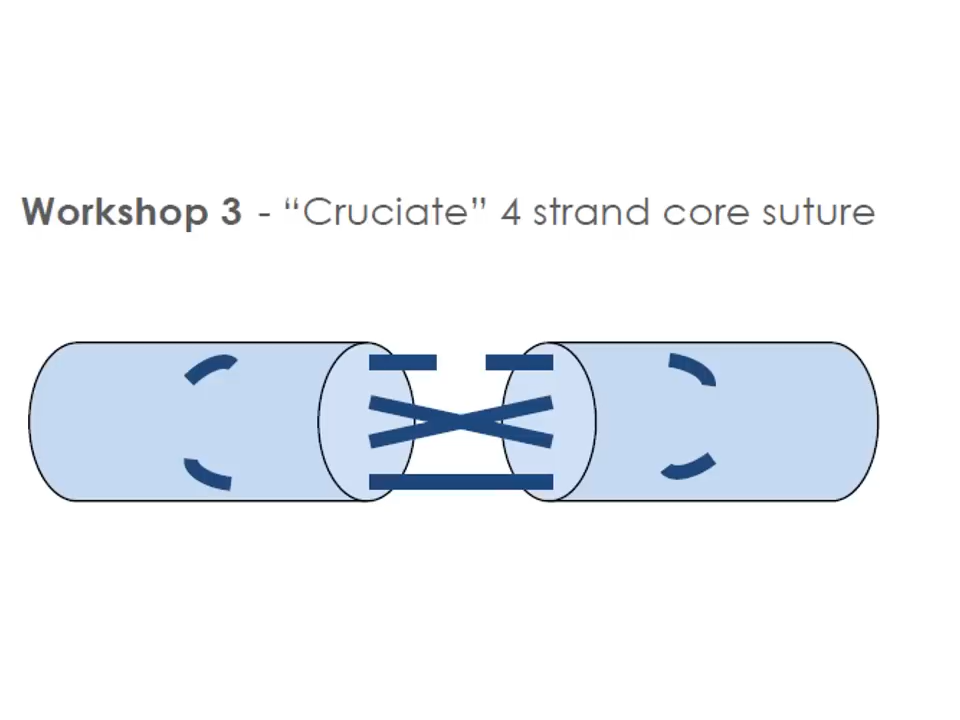 Workshop 3 - “Cruciate” 4 strand core suture